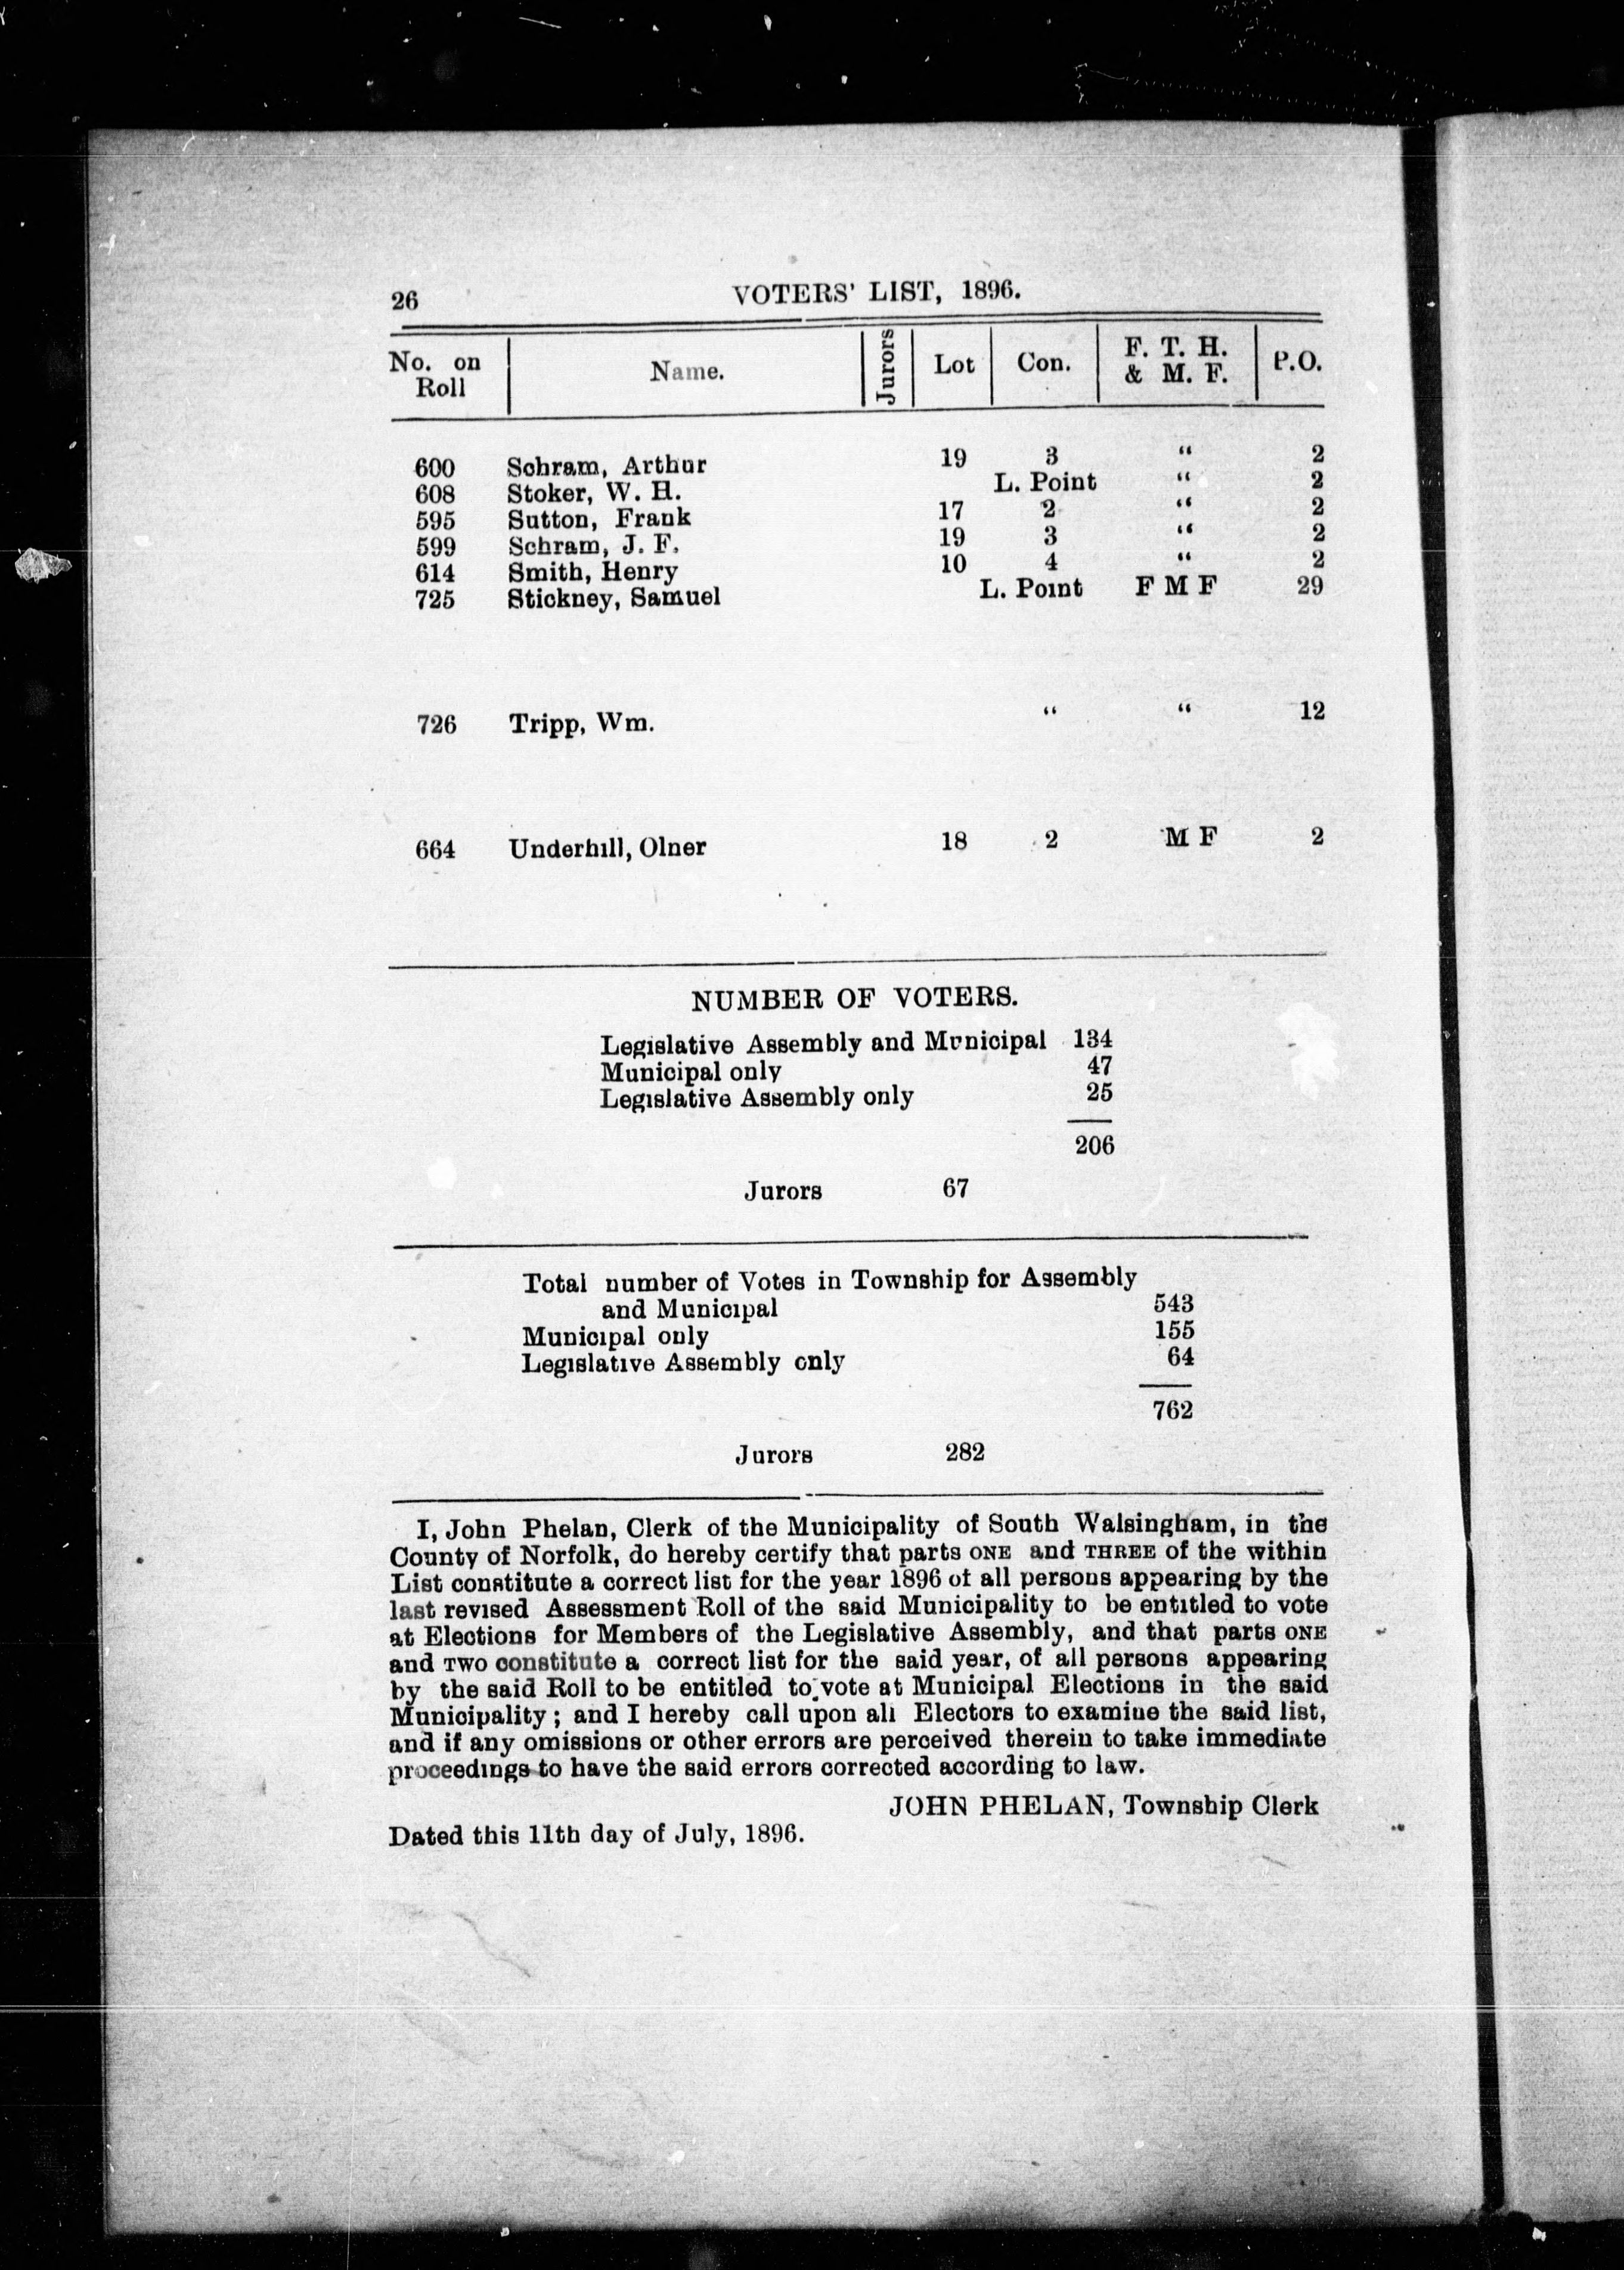 26 VOTERS' LIST, 1896.
No. on Roll Name. Jurors Lot Con. F. T. H. & M. F. P.O.
600 Schram, Arthur 19 3 “ 2
608 Stoker, W. H. L. Point “ 2
595 Sutton, Frank 17 2 “ 2
599 Schram, J. F. 19 3 “ 2
614 Smith, Henry 10 4 “ 2
725 Stickney, Samuel L. Point F M F 29
726 Tripp, Wm. “ “ 12
664 Underhill, Olner 18 2 M F 2
NUMBER OF VOTERS.
Legislative Assembly and Municipal 134
Municipal only 47
Legislative Assembly only 25
206
Jurors 67
Total number of Votes in Township for Assembly
and Municipal 543
Municipal only 155
Legislative Assembly only 64
762
Jurors 282
I, John Phelan, Clerk of the Municipality of South Walsingham, in the
County of Norfolk, do hereby certify that parts ONE and THREE of the within
List constitute a correct list for the year 1896 of all persons appearing by the
last revised Assessment Roll of the said Municipality to be entitled to vote
at Elections for Members of the Legislative Assembly, and that parts ONE
and TWO constitute a correct list for the said year, of all persons appearing
by the said Roll to be entitled to vote at Municipal Elections in the said
Municipality; and I hereby call upon all Electors to examine the said list,
and if any omissions or other errors are perceived therein to take immediate
proceedings to have the said errors corrected according to law.
JOHN PHELAN, Township Clerk
Dated this 11th day of July, 1896.